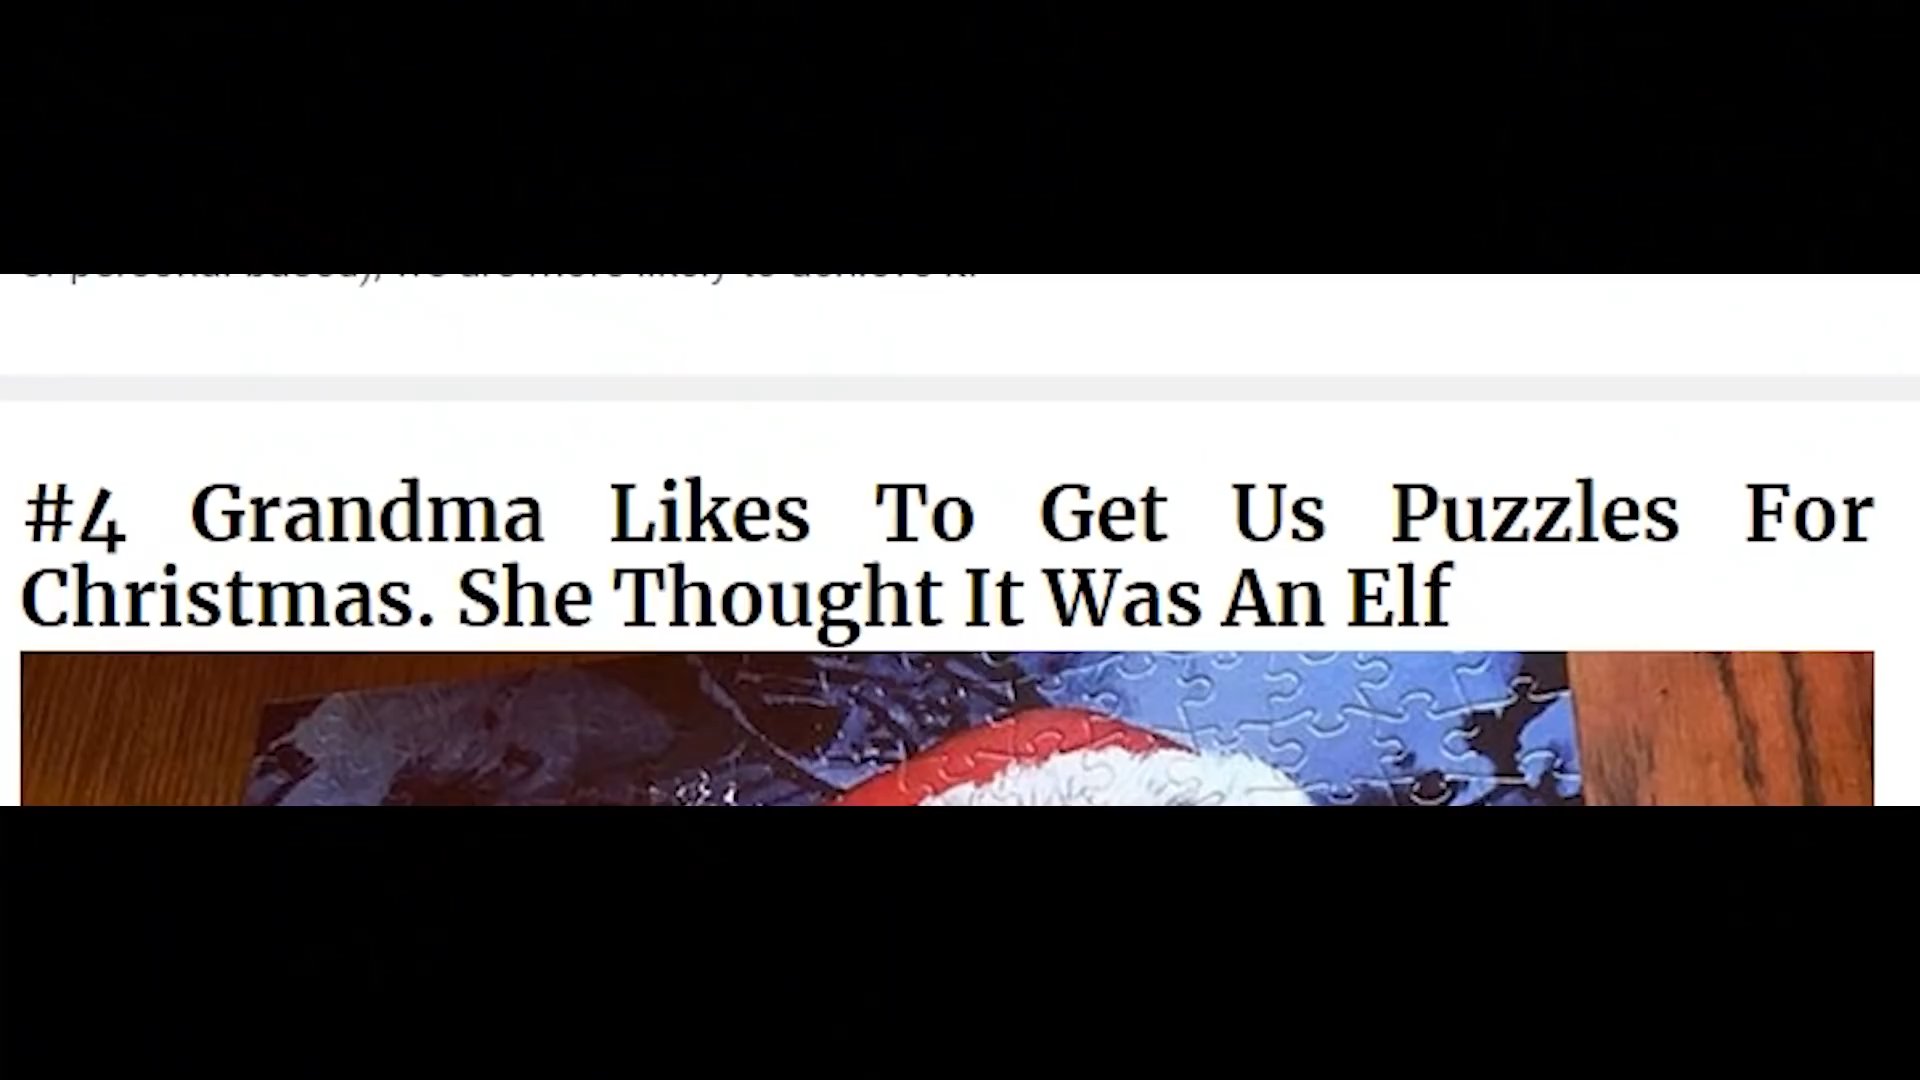 #4 Grandma Likes To Get Us Puzzles For
Christmas. She Thought It Was An Elf